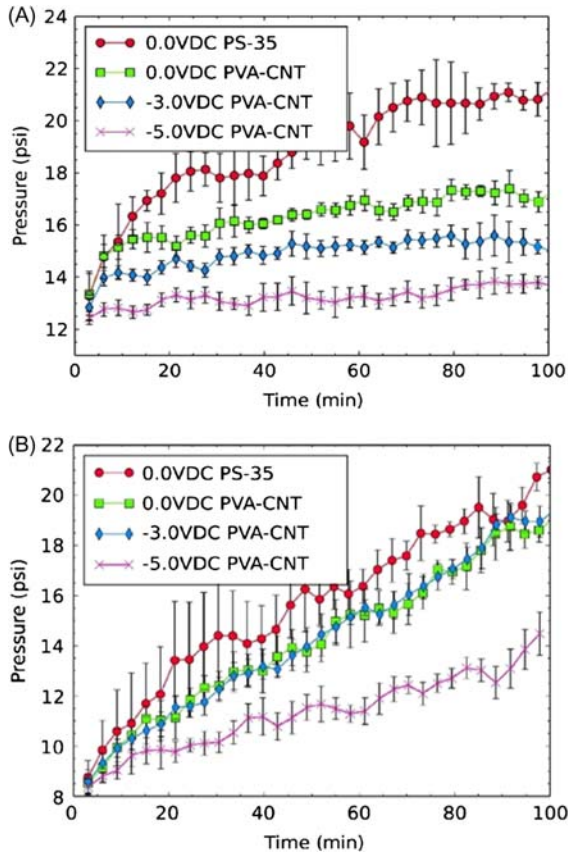 (A)
24
22
20
18
16
14
12
Pressure (psi)
0.0VDC PS-35
0.0VDC PVA-CNT
-3.0VDC PVA-CNT
-5.0VDC PVA-CNT
0 20 40 60 80 100
Time (min)
(B)
22
20
18
16
14
12
10
8
Pressure (psi)
0.0VDC PS-35
0.0VDC PVA-CNT
-3.0VDC PVA-CNT
-5.0VDC PVA-CNT
0 20 40 60 80 100
Time (min)